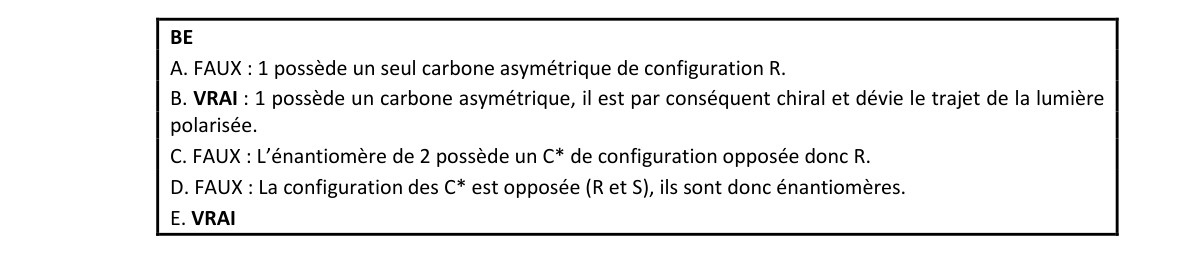 BE
A. FAUX : 1 possède un seul carbone asymétrique de configuration R.
B. VRAI : 1 possède un carbone asymétrique, il est par conséquent chiral et dévie le trajet de la lumière
polarisée.
C. FAUX : L’énantiomère de 2 possède un C* de configuration opposée donc R.
D. FAUX : La configuration des C* est opposée (R et S), ils sont donc énantiomères.
E. VRAI